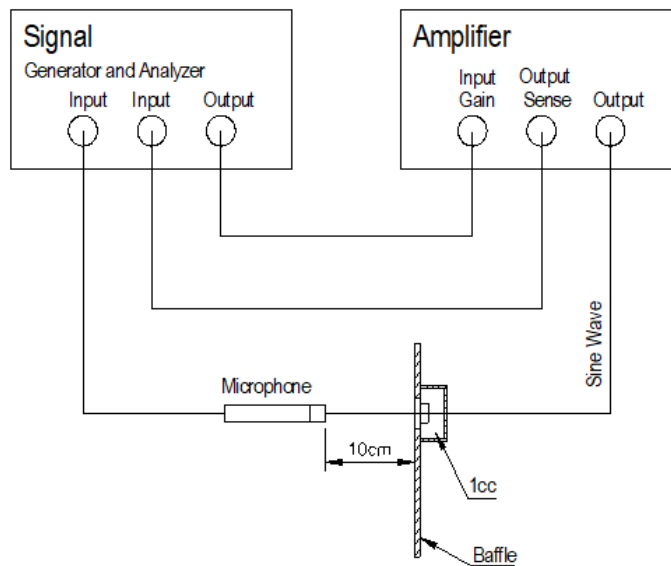 Signal
Generator and Analyzer
Input Input Output
Amplifier
Input Gain
Output Sense
Output
Sine Wave
Microphone
10cm
1cc
Baffle